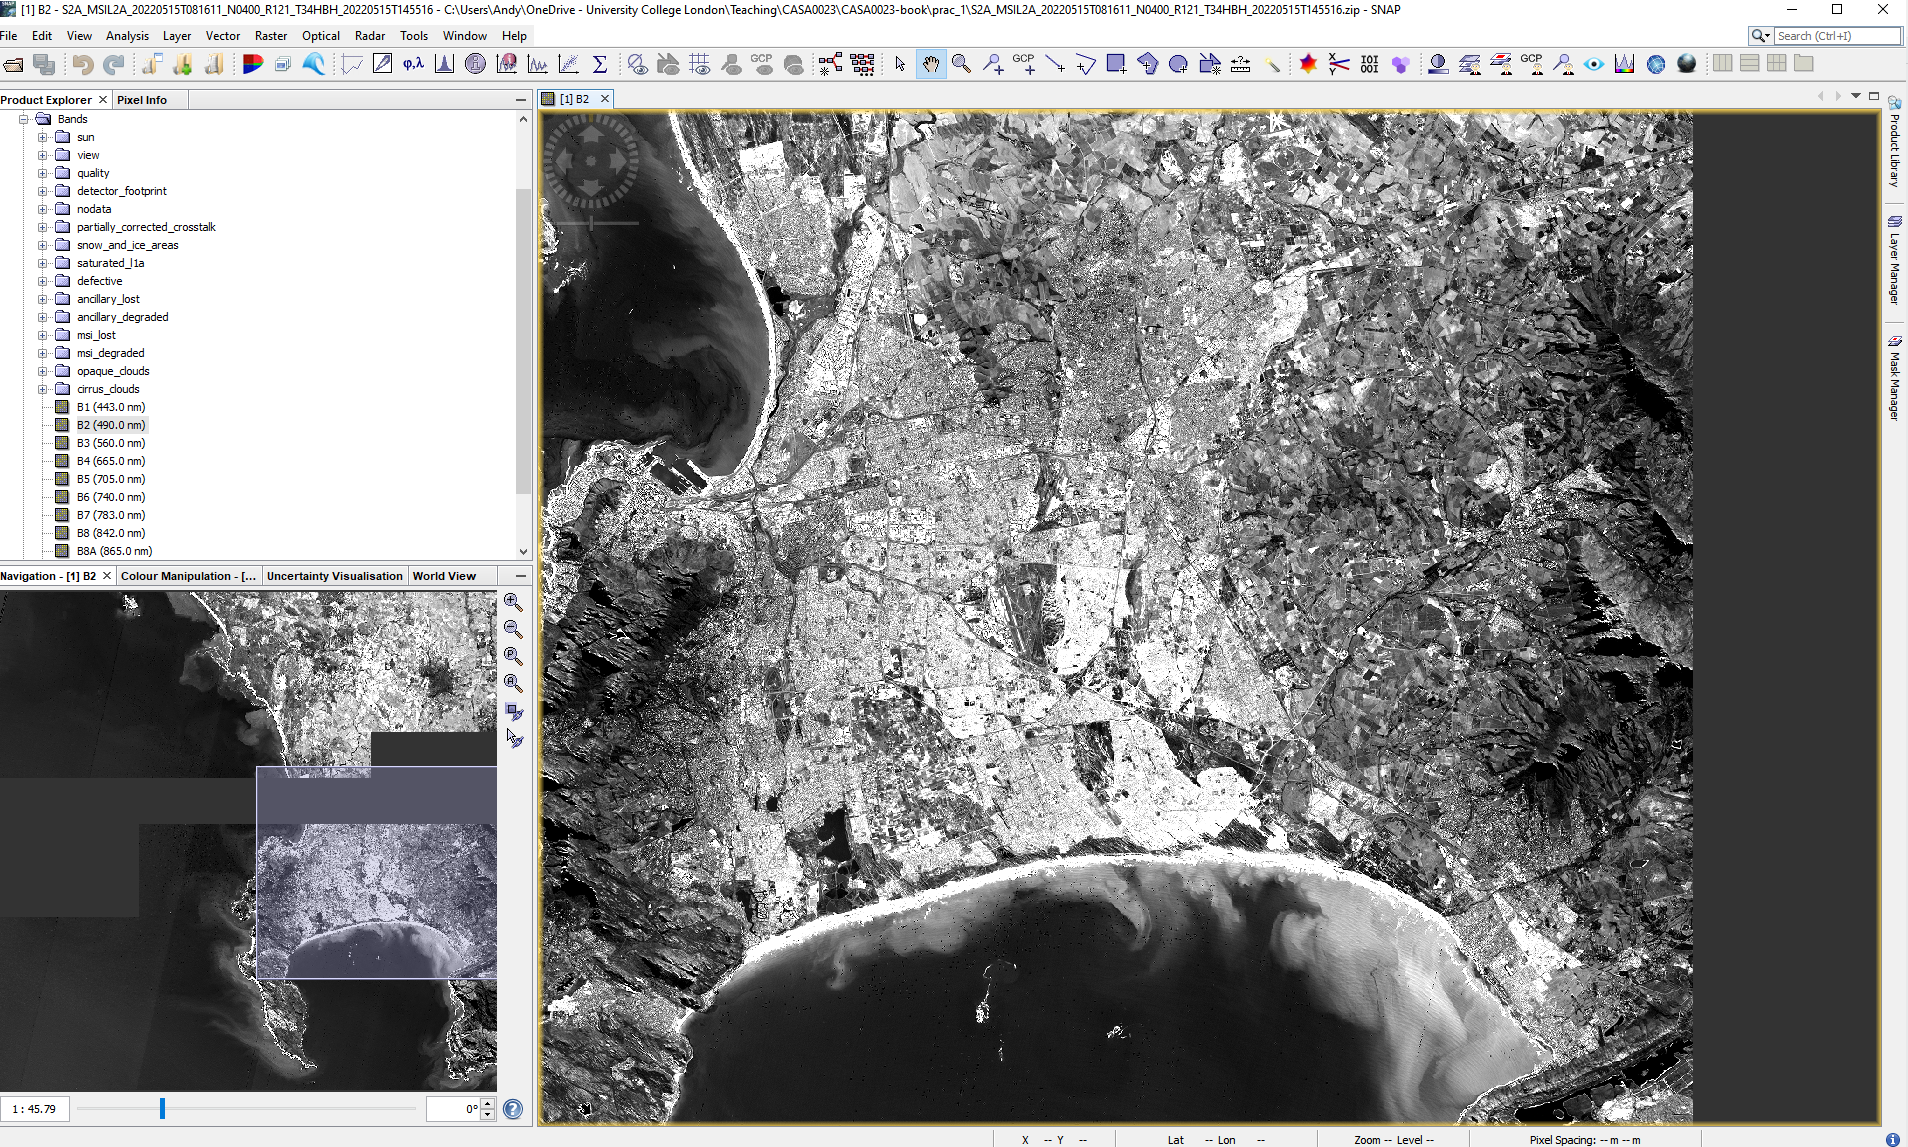 [1] B2 - S2A_MSIL2A_20220515T081611_N0400_R121_T34HBH_20220515T145516 - C:\Users\Andy\OneDrive - University College London\Teaching\CASA0023\CASA0023-book\prac_1\S2A_MSIL2A_20220515T081611_N0400_R121_T34HBH_20220515T145516.zip - SNAP
File Edit View Analysis Layer Vector Raster Optical Radar Tools Window Help
Search (Ctrl+I)
φ,λ Σ GCP GCP GCP
Product Explorer Pixel Info
[1] B2
Bands
sun
view
quality
detector_footprint
nodata
partially_corrected_crosstalk
snow_and_ice_areas
saturated_l1a
defective
ancillary_lost
ancillary_degraded
msi_lost
msi_degraded
opaque_clouds
cirrus_clouds
B1 (443.0 nm)
B2 (490.0 nm)
B3 (560.0 nm)
B4 (665.0 nm)
B5 (705.0 nm)
B6 (740.0 nm)
B7 (783.0 nm)
B8 (842.0 nm)
B8A (865.0 nm)
Product Library
Layer Manager
Mask Manager
Navigation - [1] B2 Colour Manipulation - [... Uncertainty Visualisation World View
1 : 45.79
0°
X -- Y -- Lat -- Lon -- Zoom -- Level -- Pixel Spacing: -- m -- m